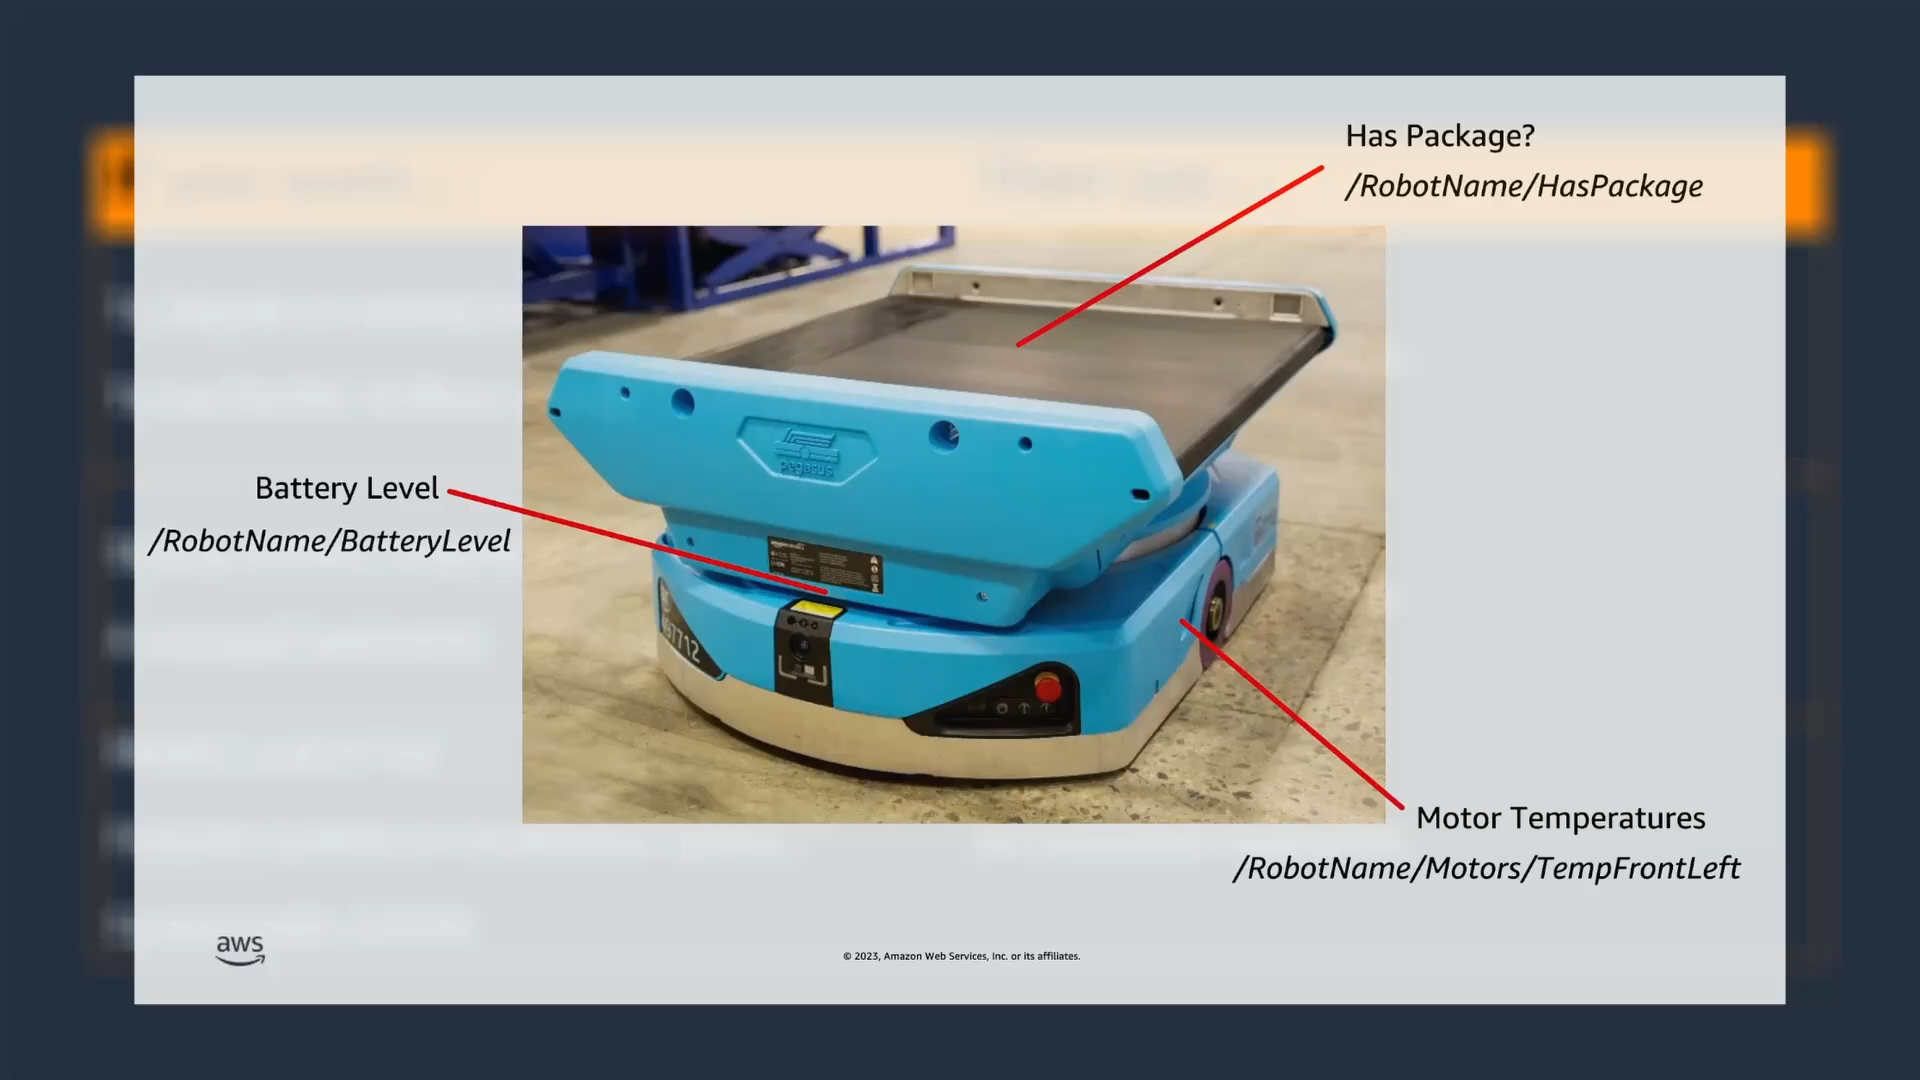 Has Package?
/RobotName/HasPackage
pegasus
Battery Level
/RobotName/BatteryLevel
Motor Temperatures
/RobotName/Motors/TempFrontLeft
aws
© 2023, Amazon Web Services, Inc. or its affiliates.